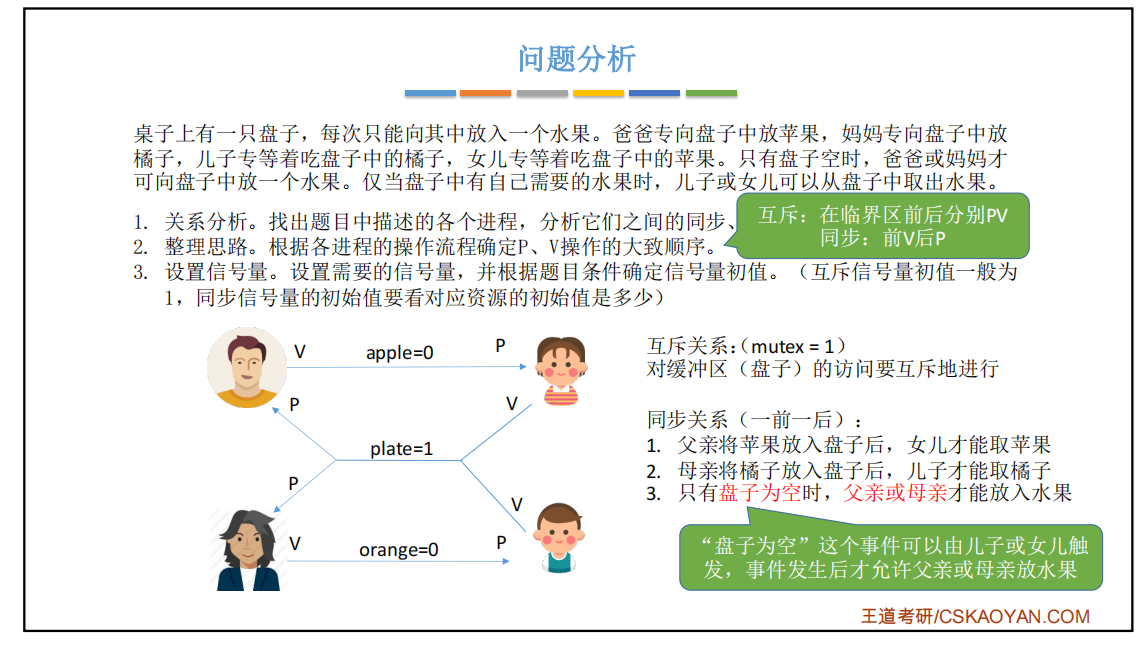 问题分析
桌子上有一只盘子，每次只能向其中放入一个水果。爸爸专向盘子中放苹果，妈妈专向盘子中放
橘子，儿子专等着吃盘子中的橘子，女儿专等着吃盘子中的苹果。只有盘子空时，爸爸或妈妈才
可向盘子中放一个水果。仅当盘子中有自己需要的水果时，儿子或女儿可以从盘子中取出水果。
1. 关系分析。找出题目中描述的各个进程，分析它们之间的同步、
互斥：在临界区前后分别PV
同步：前V后P
2. 整理思路。根据各进程的操作流程确定P、V操作的大致顺序。
3. 设置信号量。设置需要的信号量，并根据题目条件确定信号量初值。（互斥信号量初值一般为
1，同步信号量的初始值要看对应资源的初始值是多少）
V
apple=0
P
P
V
plate=1
P
V
V
orange=0
P
互斥关系：（mutex = 1）
对缓冲区（盘子）的访问要互斥地进行
同步关系（一前一后）：
1. 父亲将苹果放入盘子后，女儿才能取苹果
2. 母亲将橘子放入盘子后，儿子才能取橘子
3. 只有盘子为空时，父亲或母亲才能放入水果
“盘子为空”这个事件可以由儿子或女儿触
发，事件发生后才允许父亲或母亲放水果
王道考研/CSKAOYAN.COM